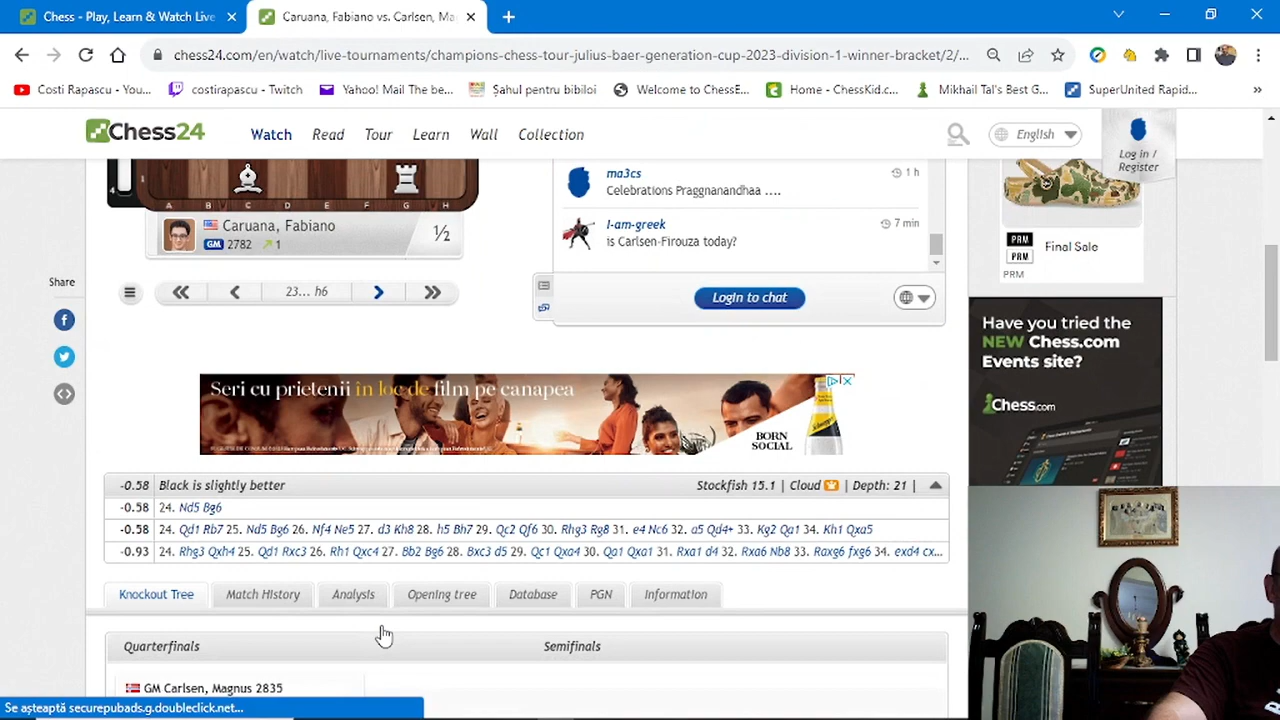 Chess - Play, Learn & Watch Live
Caruana, Fabiano vs. Carlsen, Ma
chess24.com/en/watch/live-tournaments/champions-chess-tour-julius-baer-generation-cup-2023-division-1-winner-bracket/2/...
Costi Rapascu - You...
costirapascu - Twitch
Yahoo! Mail The be...
Șahul pentru bibiloi
Welcome to ChessE...
Home - ChessKid.c...
Mikhail Tal's Best G...
SuperUnited Rapid...
»
Chess24
Watch
Read
Tour
Learn
Wall
Collection
English
Log in /
Register
4
1
A B C D E F G H
Caruana, Fabiano
GM 2782 1
½
ma3cs
1 h
Celebrations Praggnanandhaa ....
I-am-greek
7 min
is Carlsen-Firouza today?
PRM
PRM
Final Sale
PRM
Share
23... h6
Login to chat
Have you tried the
NEW Chess.com
Events site?
Chess.com
Seri cu prietenii în loc de film pe canapea
BORN
SOCIAL
-0.58 Black is slightly better
Stockfish 15.1 | Cloud | Depth: 21 |
-0.58 24. Nd5 Bg6
-0.58 24. Qd1 Rb7 25. Nd5 Bg6 26. Nf4 Ne5 27. d3 Kh8 28. h5 Bh7 29. Qc2 Qf6 30. Rhg3 Rg8 31. e4 Nc6 32. a5 Qd4+ 33. Kg2 Qa1 34. Kh1 Qxa5
-0.93 24. Rhg3 Qxh4 25. Qd1 Rxc3 26. Rh1 Qxc4 27. Bb2 Bg6 28. Bxc3 d5 29. Qc1 Qxa4 30. Qa1 Qxa1 31. Rxa1 d4 32. Rxa6 Nb8 33. Raxg6 fxg6 34. exd4 cx...
Knockout Tree
Match History
Analysis
Opening tree
Database
PGN
Information
Quarterfinals
Semifinals
GM Carlsen, Magnus 2835
Se așteaptă securepubads.g.doubleclick.net...